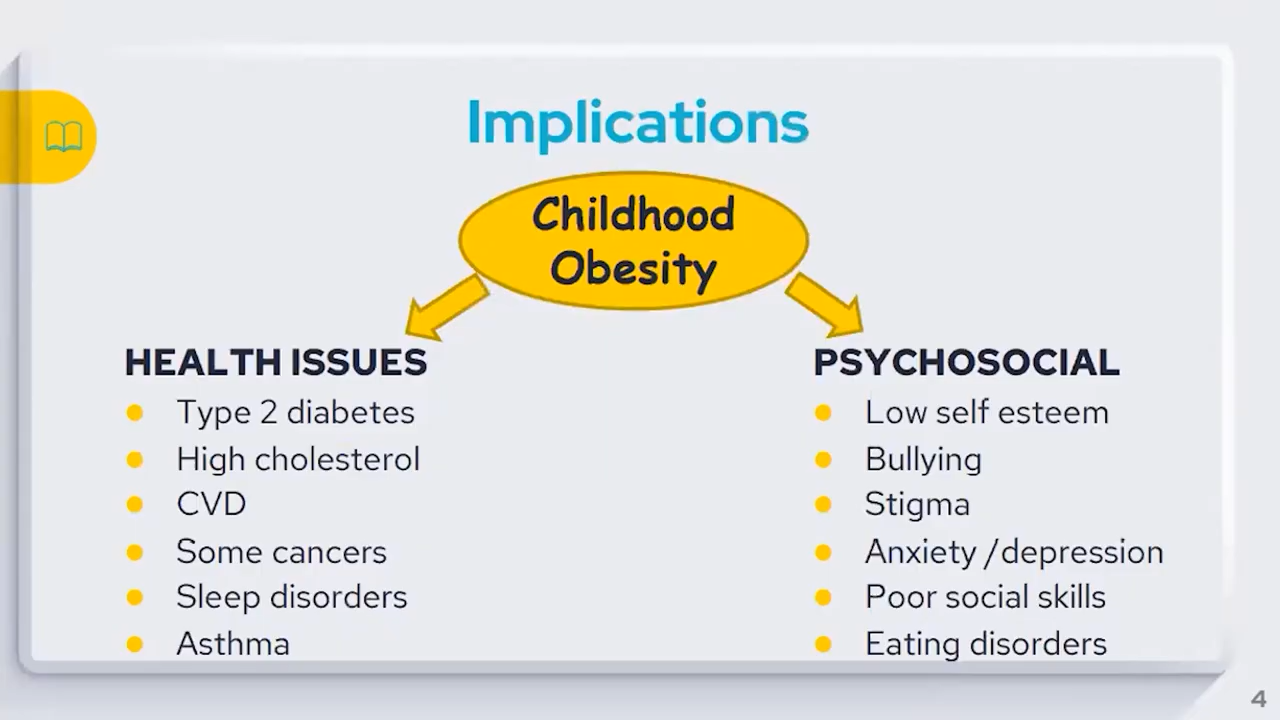 Implications
Childhood
Obesity
HEALTH ISSUES
Type 2 diabetes
High cholesterol
CVD
Some cancers
Sleep disorders
Asthma
PSYCHOSOCIAL
Low self esteem
Bullying
Stigma
Anxiety /depression
Poor social skills
Eating disorders
4